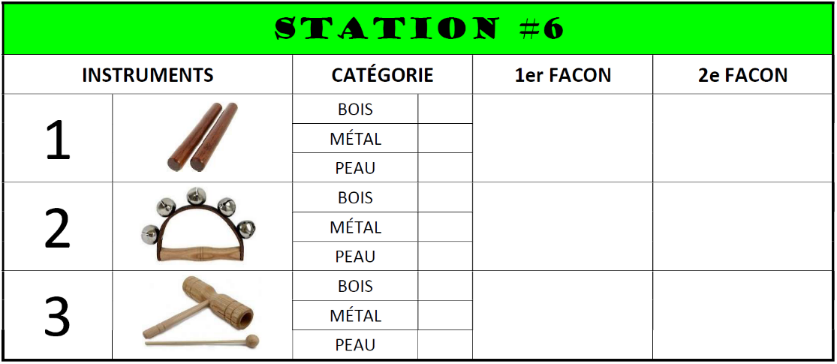 STATION #6
INSTRUMENTS CATÉGORIE 1er FACON 2e FACON
1
BOIS
MÉTAL
PEAU
2
BOIS
MÉTAL
PEAU
3
BOIS
MÉTAL
PEAU